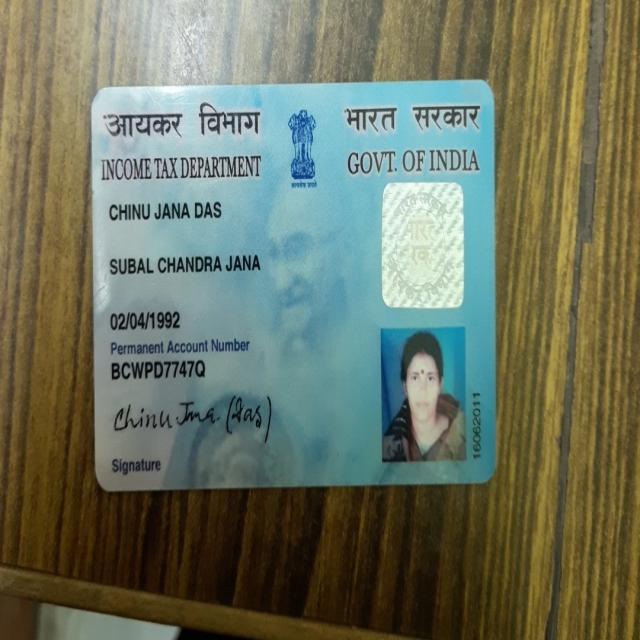 आयकर विभाग
भारत सरकार
INCOME TAX DEPARTMENT
GOVT. OF INDIA
सत्यमेव जयते
CHINU JANA DAS
SUBAL CHANDRA JANA
02/04/1992
Permanent Account Number
BCWPD7747Q
Chinu Jana (Das)
Signature
16062011